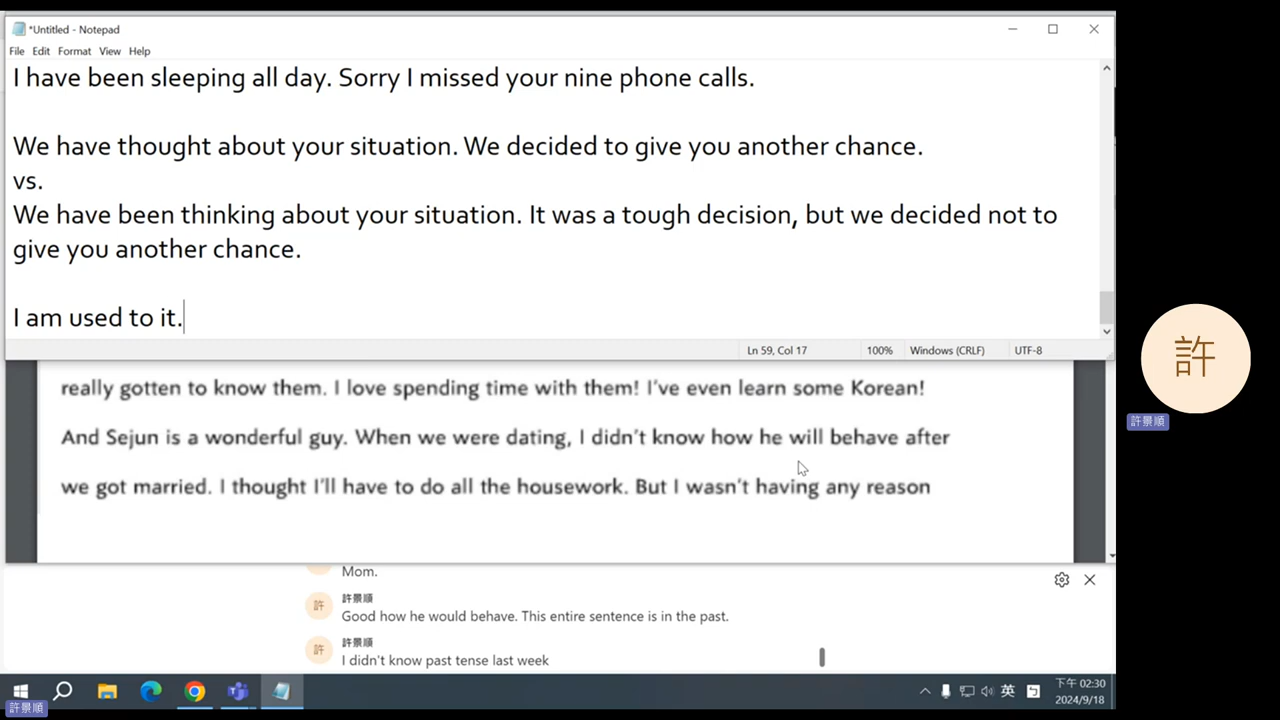 *Untitled - Notepad
File Edit Format View Help
I have been sleeping all day. Sorry I missed your nine phone calls.
We have thought about your situation. We decided to give you another chance.
vs.
We have been thinking about your situation. It was a tough decision, but we decided not to
give you another chance.
I am used to it.
Ln 59, Col 17 100% Windows (CRLF) UTF-8
really gotten to know them. I love spending time with them! I've even learn some Korean!
And Sejun is a wonderful guy. When we were dating, I didn't know how he will behave after
we got married. I thought I'll have to do all the housework. But I wasn't having any reason
Mom.
許景順
Good how he would behave. This entire sentence is in the past.
許景順
I didn't know past tense last week
許
許
許
許景順
英
下午 02:30
2024/9/18
許景順